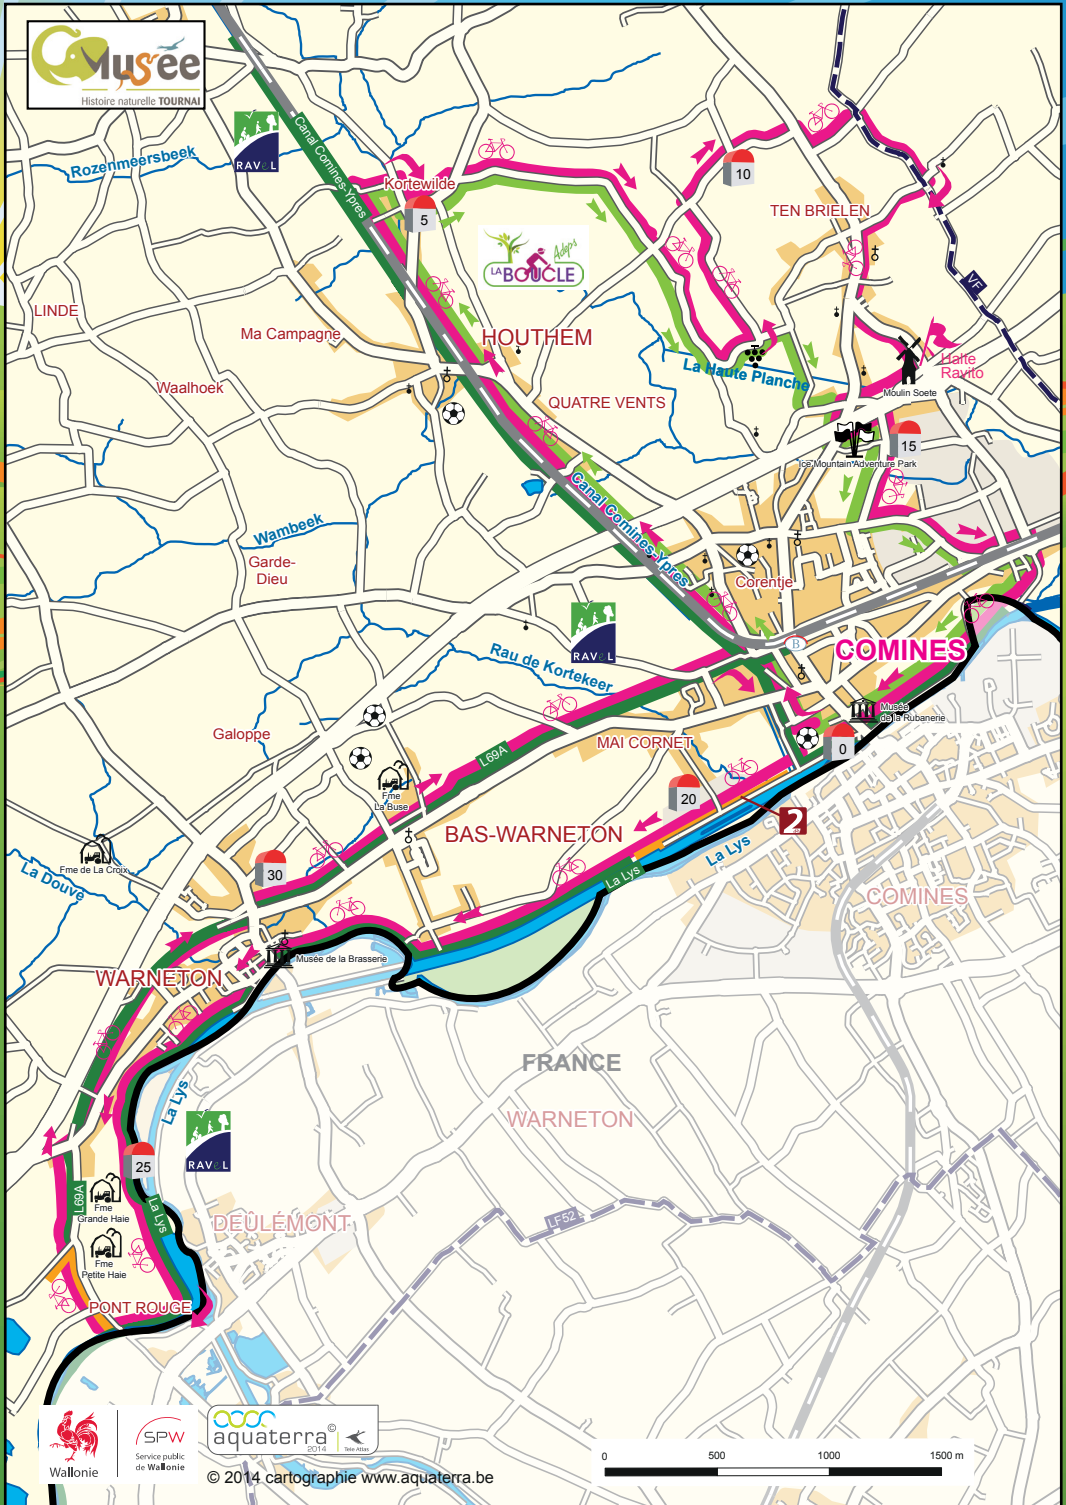 Musée
Histoire naturelle TOURNAI
Rozenmeersbeek
RAVeL
Canal Comines-Ypres
Kortewilde
5
10
TEN BRIELEN
LA BOUCLE Adeps
VF
LINDE
Ma Campagne
HOUTHEM
La Haute Planche
Halte
Ravito
Moulin Soete
Waalhoek
QUATRE VENTS
15
Ice Mountain Adventure Park
Canal Comines-Ypres
Wambeek
Garde-
Dieu
Corentje
RAVeL
B
COMINES
Rau de Kortekeer
Musée
de la Rubanerie
Galoppe
MAI CORNET
0
L69A
Fme
La Buse
20
2
BAS-WARNETON
La Lys
Fme de La Croix
La Douve
30
La Lys
COMINES
Musée de la Brasserie
WARNETON
FRANCE
La Lys
WARNETON
RAVeL
25
L69A
Fme
Grande Haie
La Lys
DEULÉMONT
LF52
Fme
Petite Haie
PONT ROUGE
Wallonie
SPW
Service public
de Wallonie
aquaterra©
2014
Tele Atlas
© 2014 cartographie www.aquaterra.be
0 500 1000 1500 m